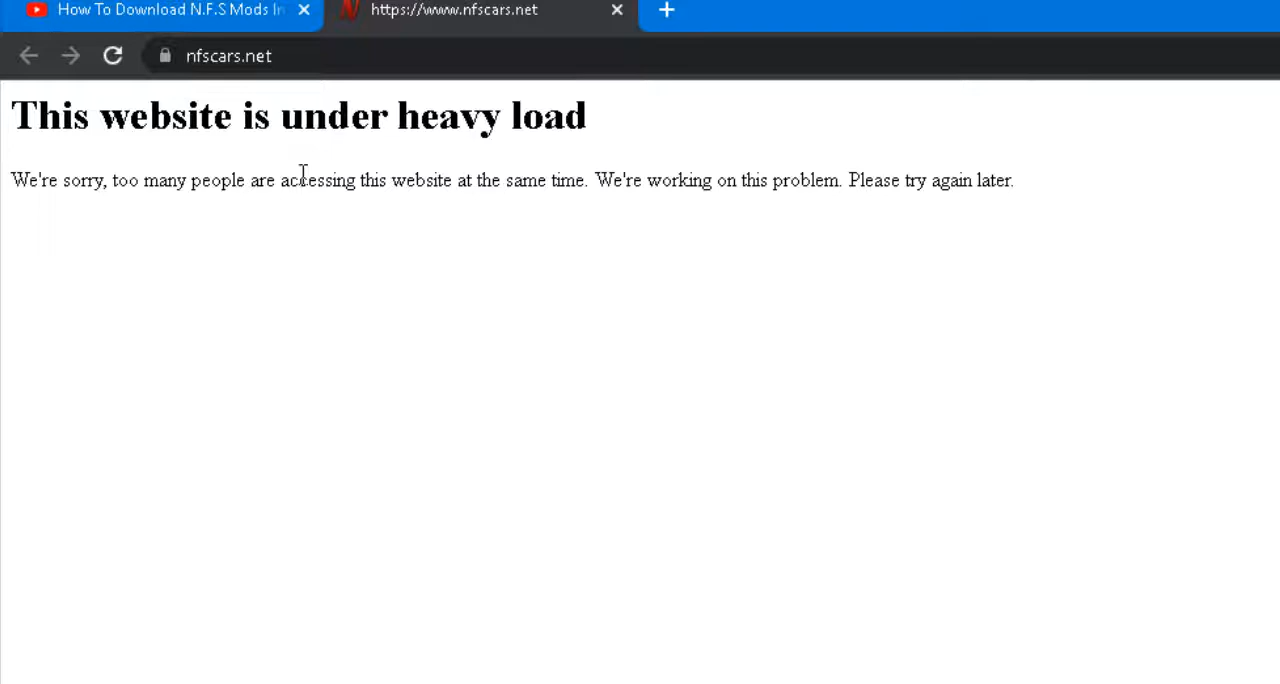 How To Download N.F.S Mods In
https://www.nfscars.net
nfscars.net
This website is under heavy load
We're sorry, too many people are accessing this website at the same time. We're working on this problem. Please try again later.